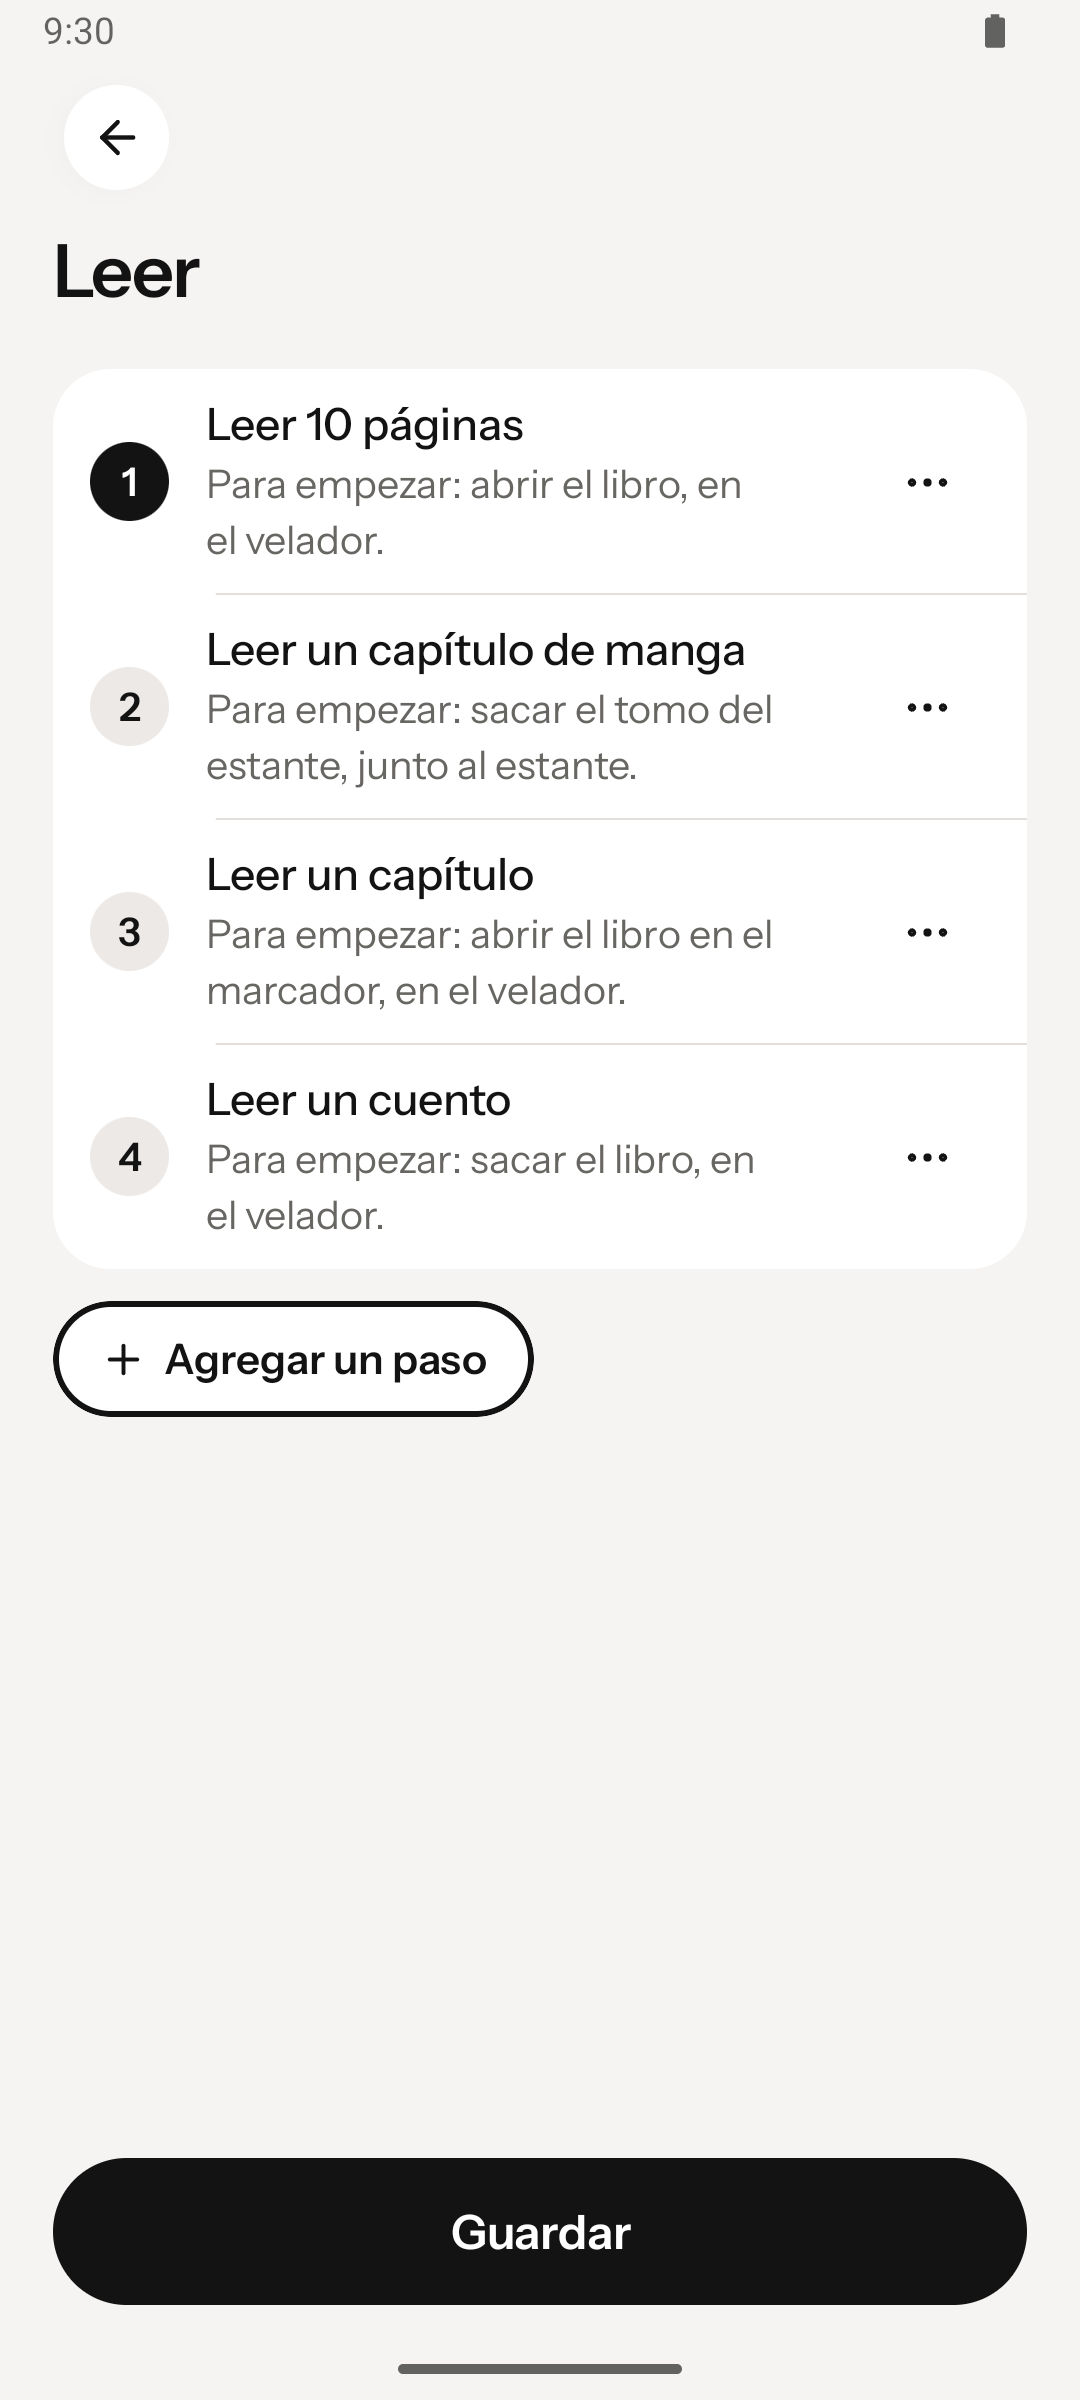 9:30
Leer
1
Leer 10 páginas
Para empezar: abrir el libro, en
el velador.
2
Leer un capítulo de manga
Para empezar: sacar el tomo del
estante, junto al estante.
3
Leer un capítulo
Para empezar: abrir el libro en el
marcador, en el velador.
4
Leer un cuento
Para empezar: sacar el libro, en
el velador.
Agregar un paso
Guardar